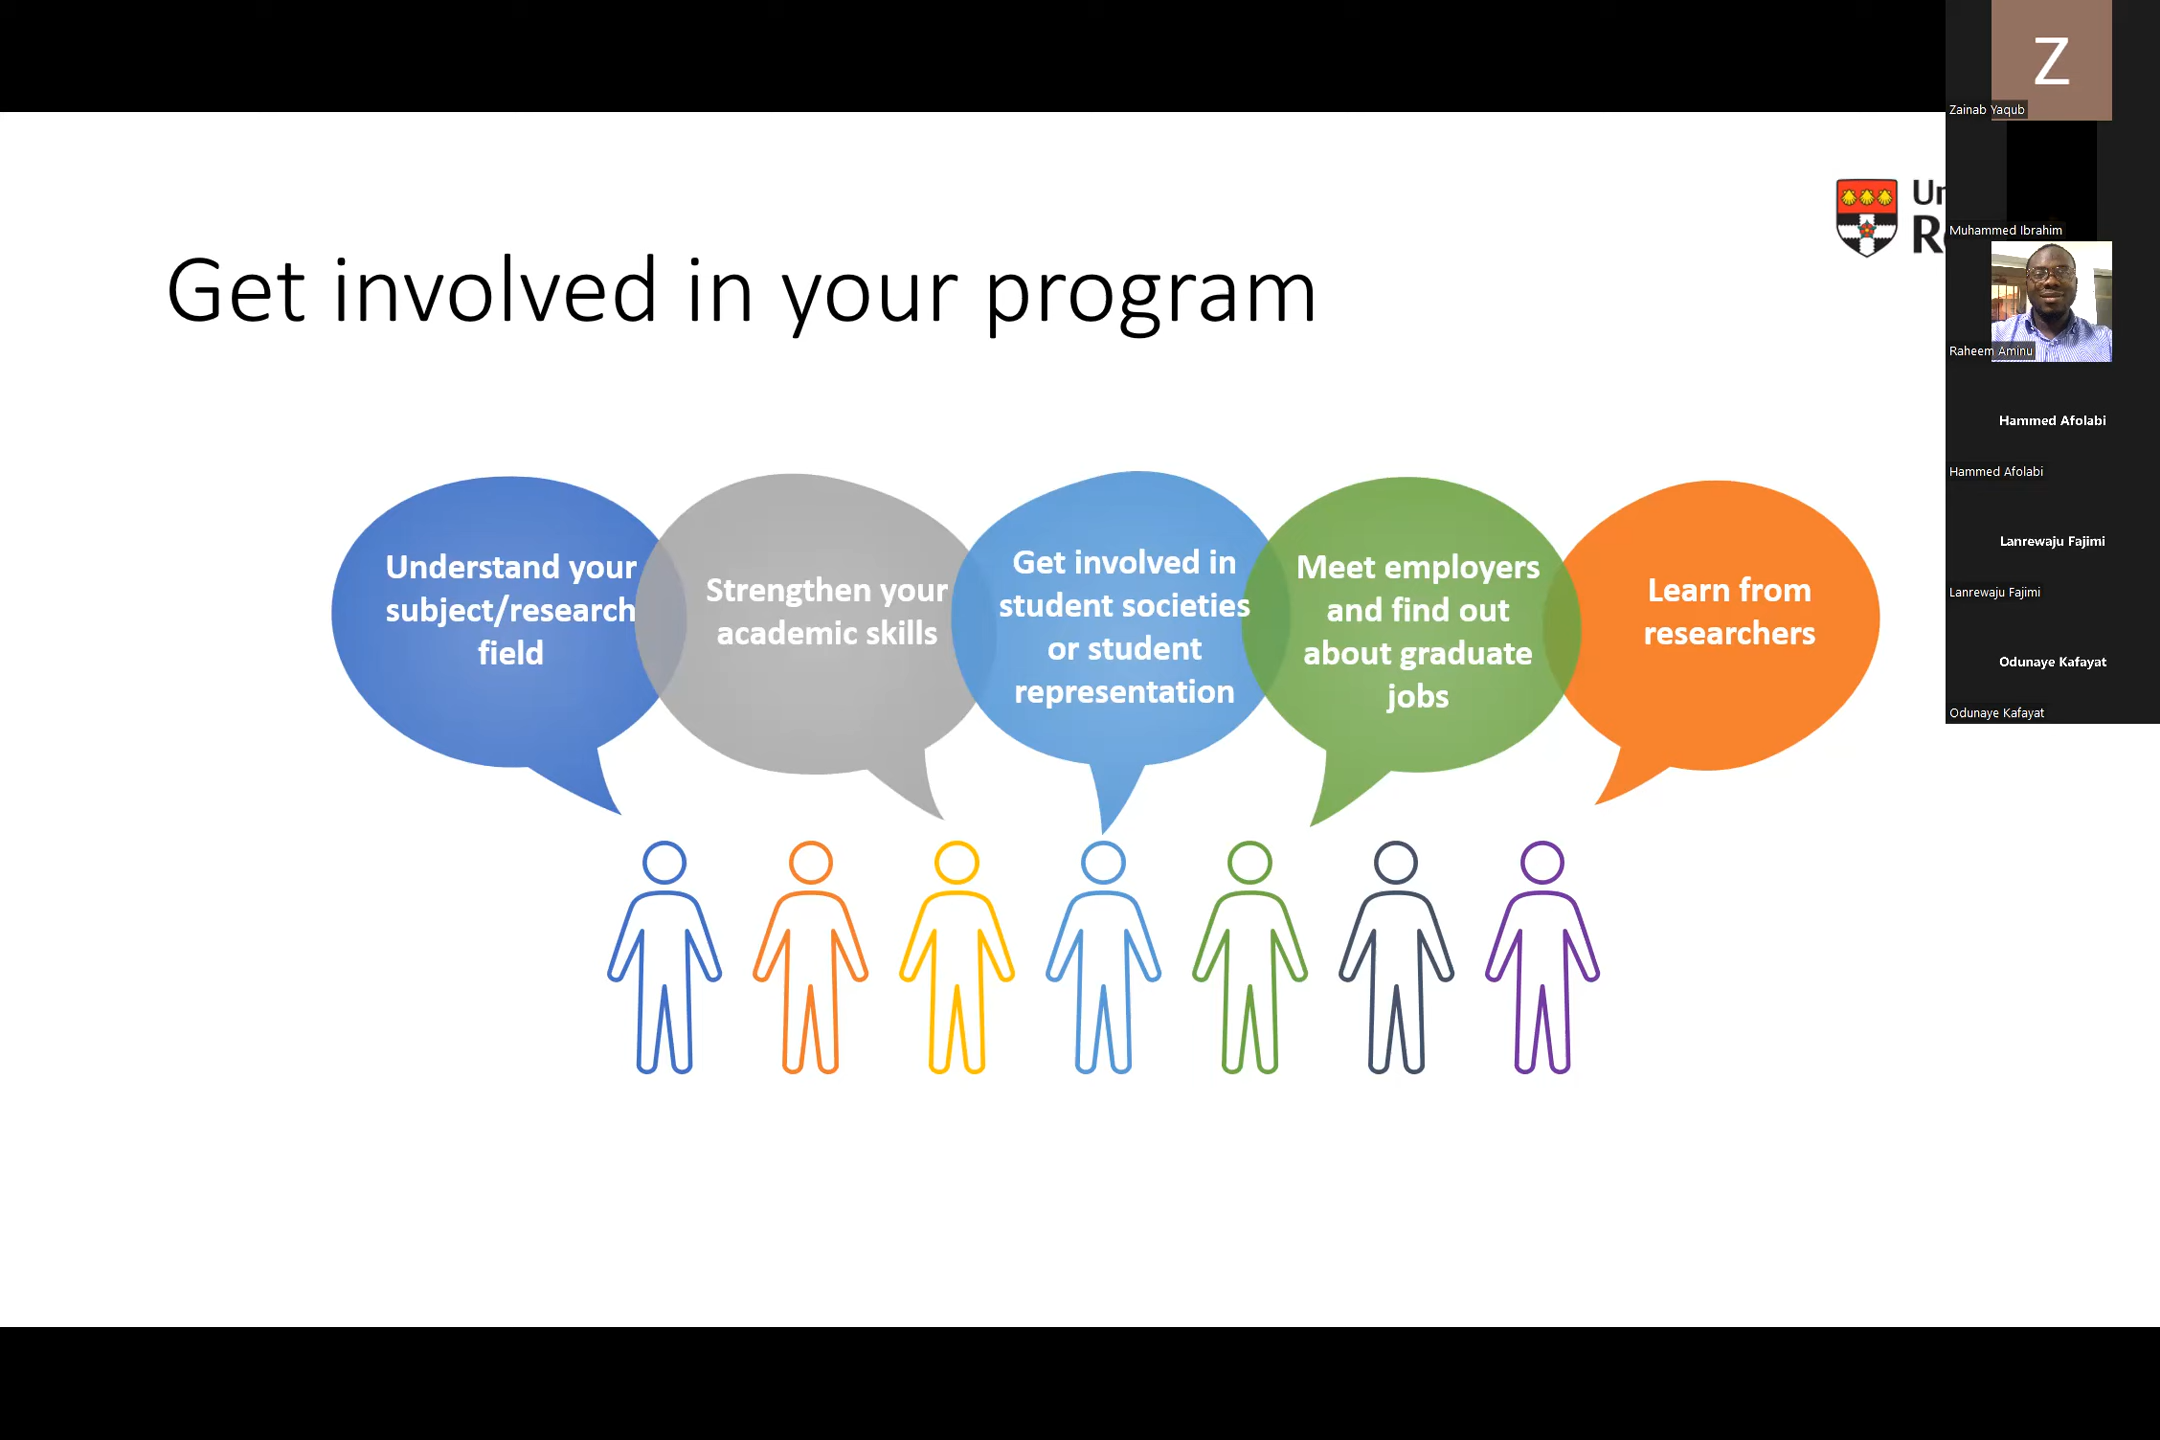 Z
Zainab Yaqub
Un
R
Muhammed Ibrahim
Get involved in your program
Raheem Aminu
Hammed Afolabi
Hammed Afolabi
Lanrewaju Fajimi
Lanrewaju Fajimi
Odunaye Kafayat
Odunaye Kafayat
Understand your
subject/research
field
Strengthen your
academic skills
Get involved in
student societies
or student
representation
Meet employers
and find out
about graduate
jobs
Learn from
researchers